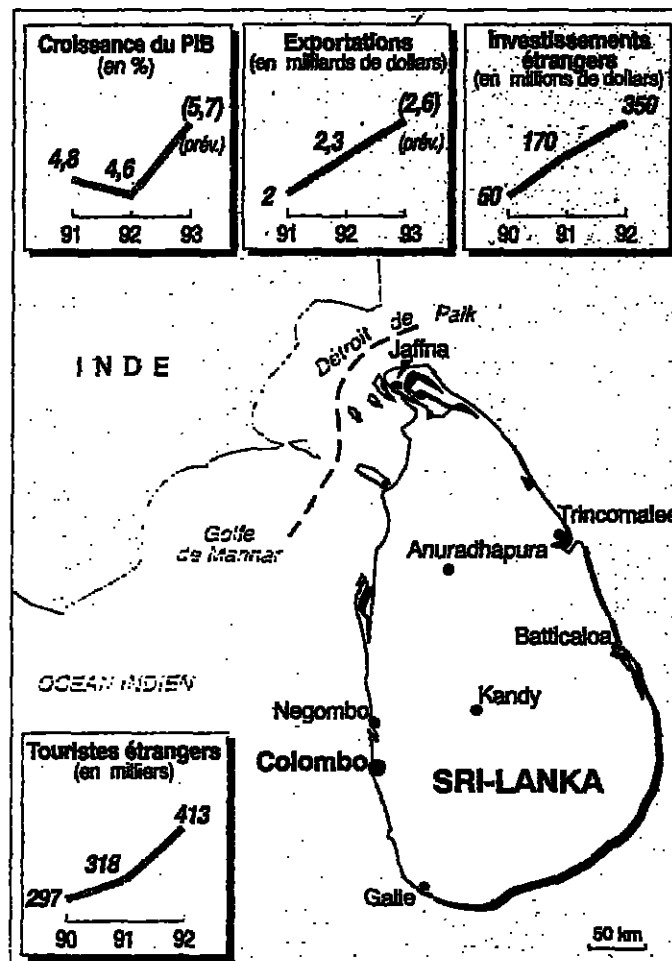 Croissance du PIB
(en %)
(5,7)
4,8
4,6
(prév.)
91 92 93
Exportations
(en milliards de dollars)
(2,6)
2,3
(prév.)
2
91 92 93
Investissements
étrangers
(en millions de dollars)
350
170
60
90 91 92
INDE
Détroit de Palk
Jaffna
Golfe
de Mannar
Trincomalee
Anuradhapura
Batticaloa
OCEAN INDIEN
Negombo
Kandy
Colombo
SRI-LANKA
Galle
50 km
Touristes étrangers
(en milliers)
413
318
297
90 91 92